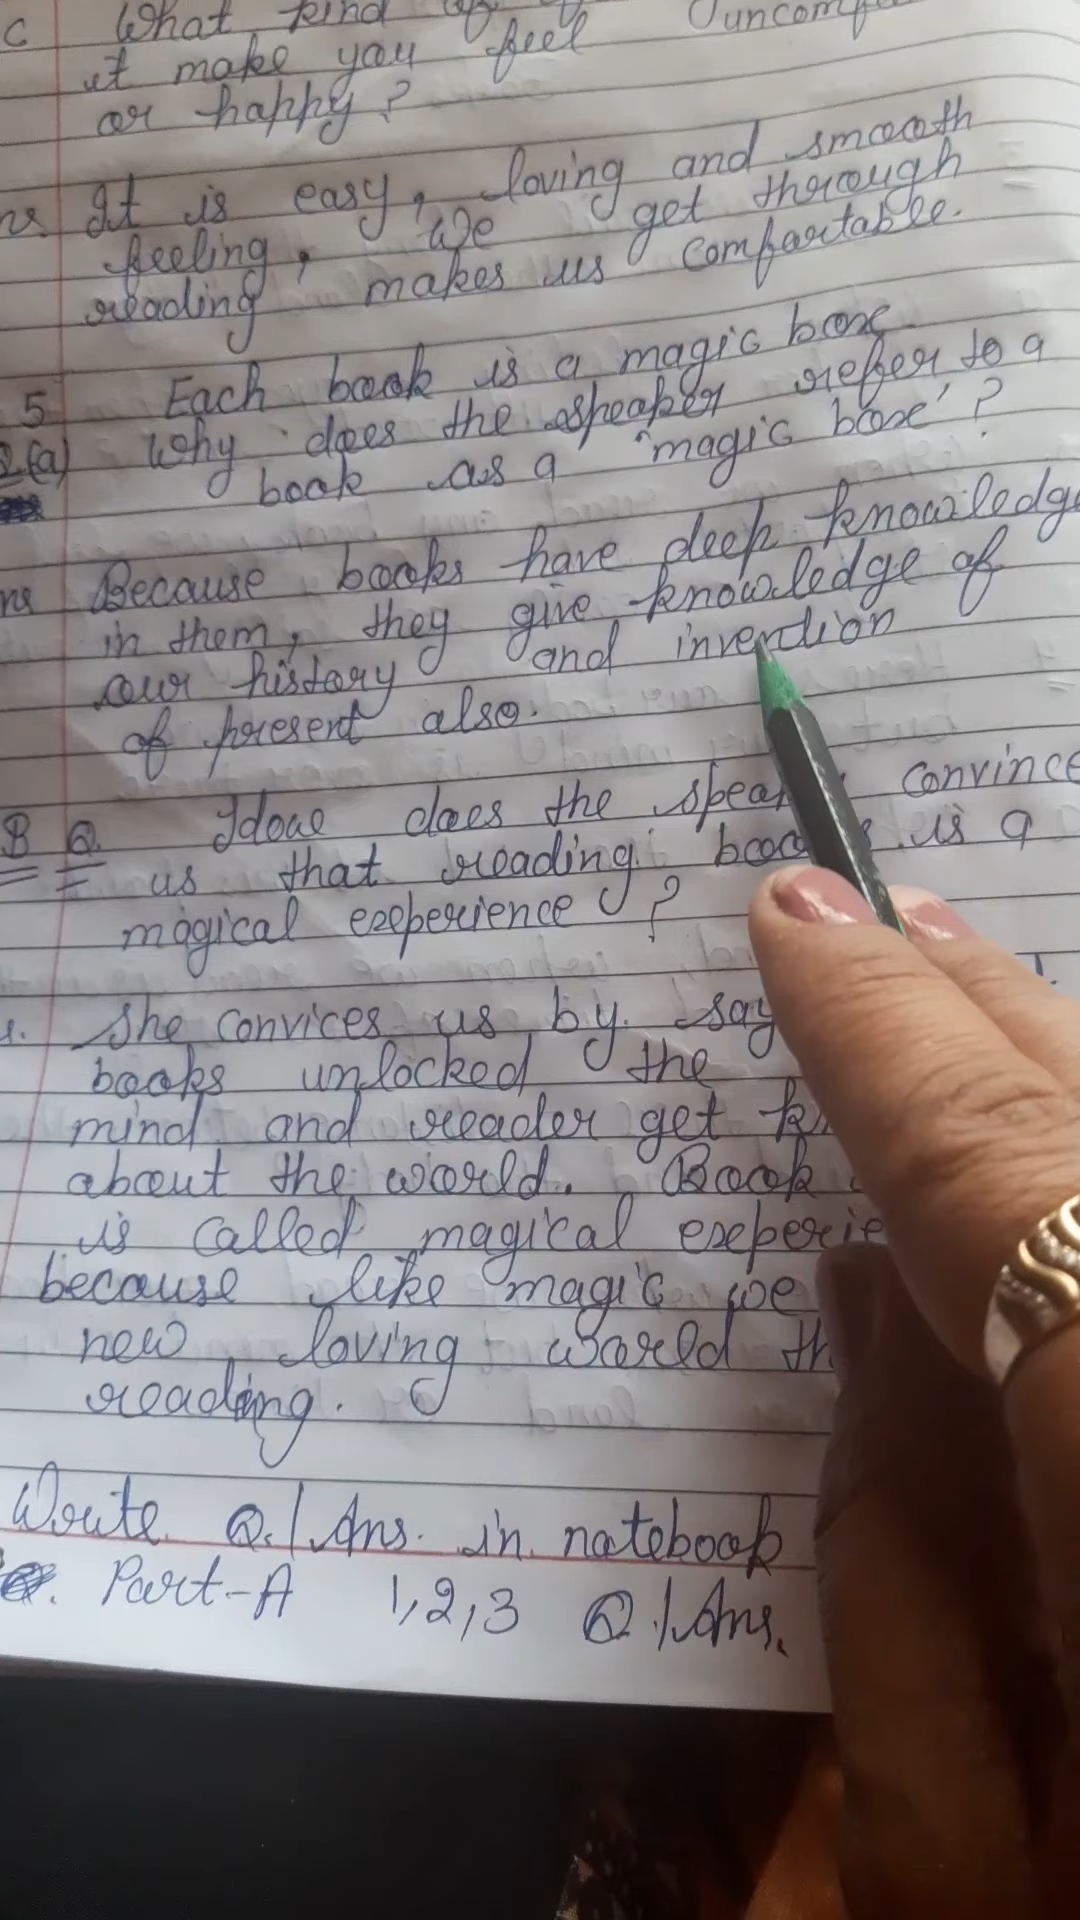 C What kind of
it make you feel
or happy?
It is easy, loving and smooth
feeling, We get through
reading makes us comfortable.
5 Each book is a magic box
(a) Why does the speaker refer to a
book as a "magic box'?
Because books have deep knowledge
in them, they give knowledge of
our history and invention
of present also.
B Q. How does the convince
us that reading is a
magical experience?
She convices us by
books unlocked the
mind and reader get
about the world. Book
is called magical
because like magic we
new loving world
reading.
Write Q./Ans. in notebook
Part-A 1,2,3 Q./Ans.